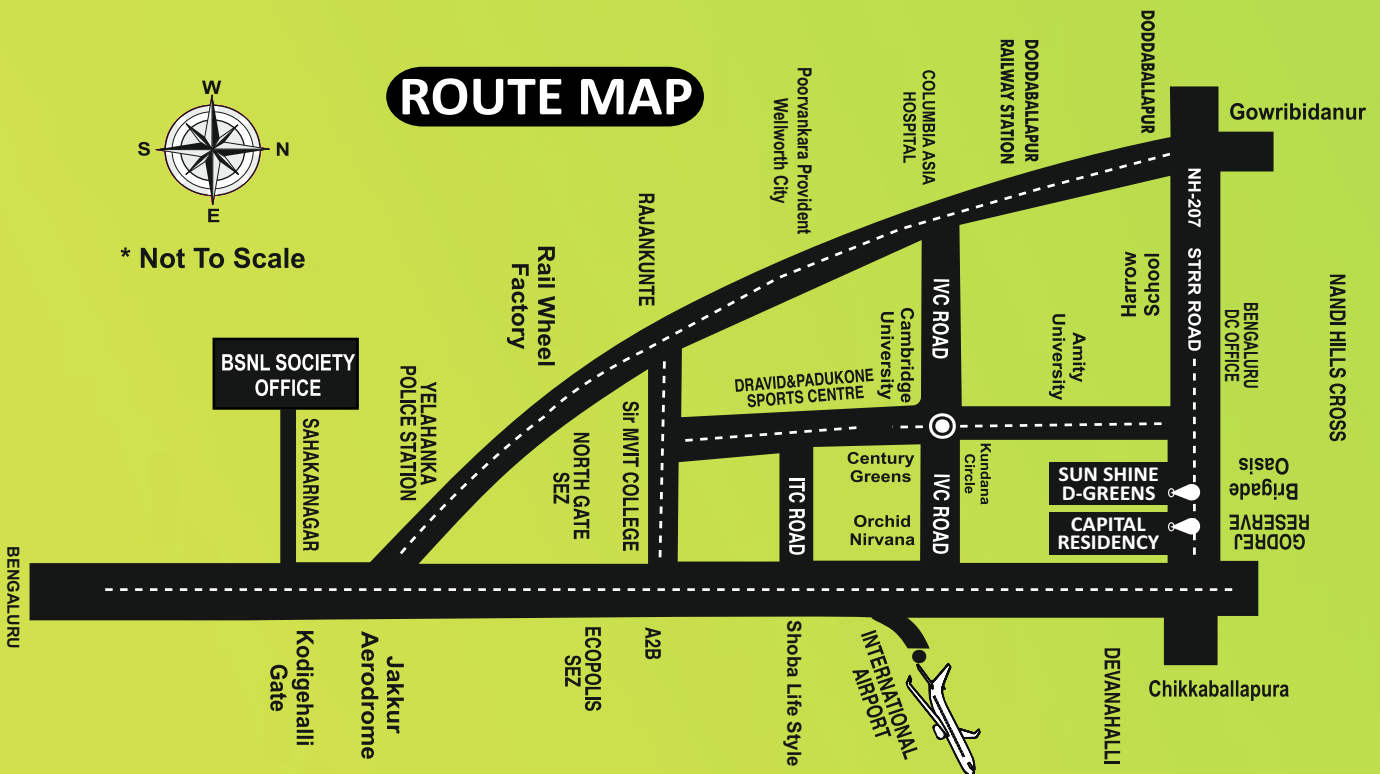 ROUTE MAP
W
S
N
E
* Not To Scale
BSNL SOCIETY
OFFICE
SAHAKARNAGAR
YELAHANKA
POLICE STATION
Rail Wheel
Factory
RAJANKUNTE
Poorvankara Provident
Wellworth City
COLUMBIA ASIA
HOSPITAL
DODDABALLAPUR
RAILWAY STATION
DODDABALLAPUR
Gowribidanur
NH-207
STRR ROAD
Harrow
School
BENGALURU
DC OFFICE
NANDI HILLS CROSS
IVC ROAD
Cambridge
University
Amity
University
DRAVID&PADUKONE
SPORTS CENTRE
NORTH GATE
SEZ
Sir MVIT COLLEGE
ITC ROAD
Century
Greens
Orchid
Nirvana
IVC ROAD
Kundana
Circle
SUN SHINE
D-GREENS
CAPITAL
RESIDENCY
Brigade
Oasis
GODREJ
RESERVE
BENGALURU
Kodigehalli
Gate
Jakkur
Aerodrome
ECOPOLIS
SEZ
A2B
Shoba Life Style
INTERNATIONAL
AIRPORT
DEVANAHALLI
Chikkaballapura